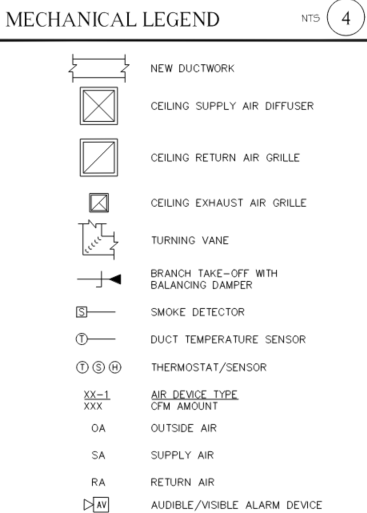 MECHANICAL LEGEND NTS 4
NEW DUCTWORK
CEILING SUPPLY AIR DIFFUSER
CEILING RETURN AIR GRILLE
CEILING EXHAUST AIR GRILLE
TURNING VANE
BRANCH TAKE-OFF WITH
BALANCING DAMPER
S SMOKE DETECTOR
T DUCT TEMPERATURE SENSOR
T S H THERMOSTAT/SENSOR
XX-1 AIR DEVICE TYPE
XXX CFM AMOUNT
OA OUTSIDE AIR
SA SUPPLY AIR
RA RETURN AIR
AV AUDIBLE/VISIBLE ALARM DEVICE